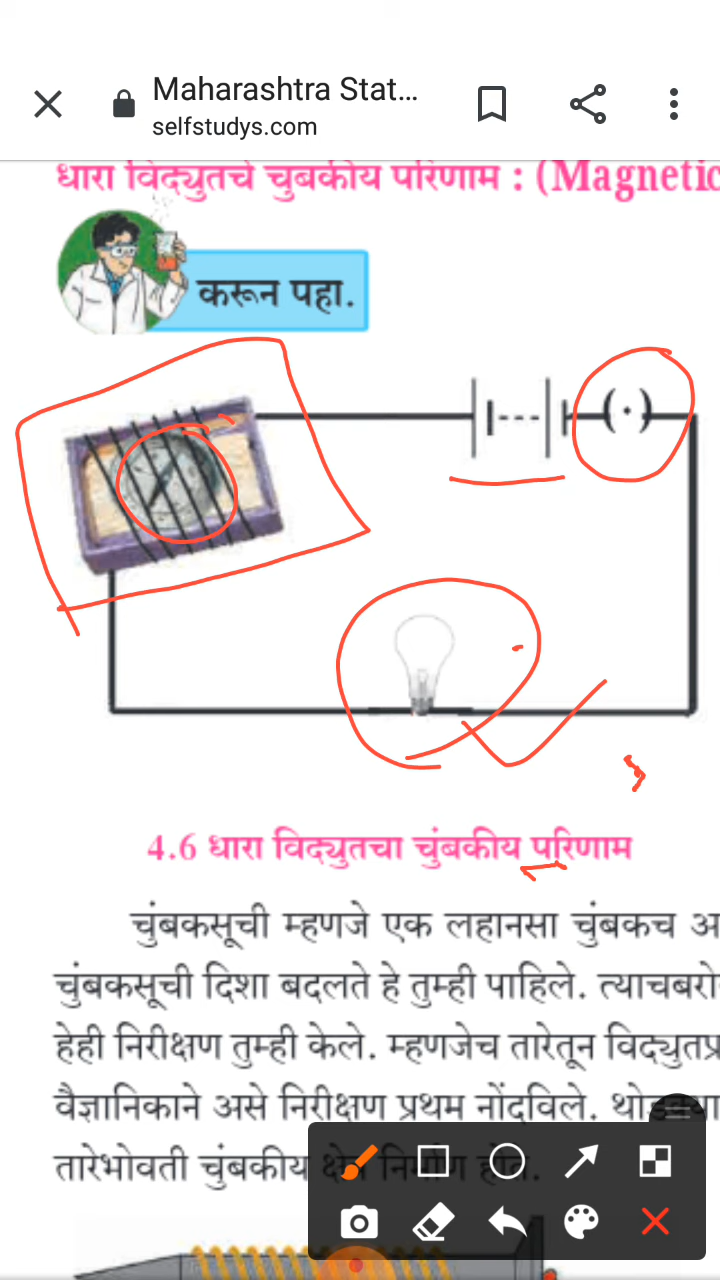 Maharashtra Stat...
selfstudys.com
धारा विद्युतचे चुंबकीय परिणाम : (Magnetic
करून पहा.
4.6 धारा विद्युतचा चुंबकीय परिणाम
चुंबकसूची म्हणजे एक लहानसा चुंबकच अ
चुंबकसूची दिशा बदलते हे तुम्ही पाहिले. त्याचबरो
हेही निरीक्षण तुम्ही केले. म्हणजेच तारेतून विद्युतप्र
वैज्ञानिकाने असे निरीक्षण प्रथम नोंदविले.
तारेभोवती चुंबकीय क्षेत्र निर्माण होते.